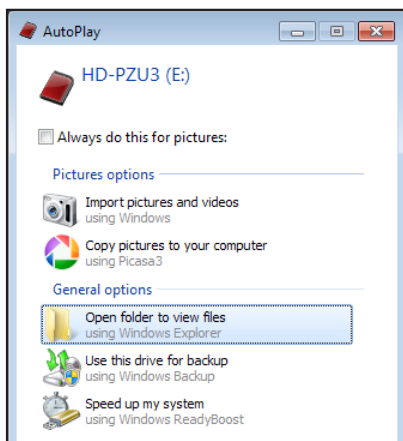 AutoPlay
HD-PZU3 (E:)
Always do this for pictures:
Pictures options
Import pictures and videos
using Windows
Copy pictures to your computer
using Picasa3
General options
Open folder to view files
using Windows Explorer
Use this drive for backup
using Windows Backup
Speed up my system
using Windows ReadyBoost